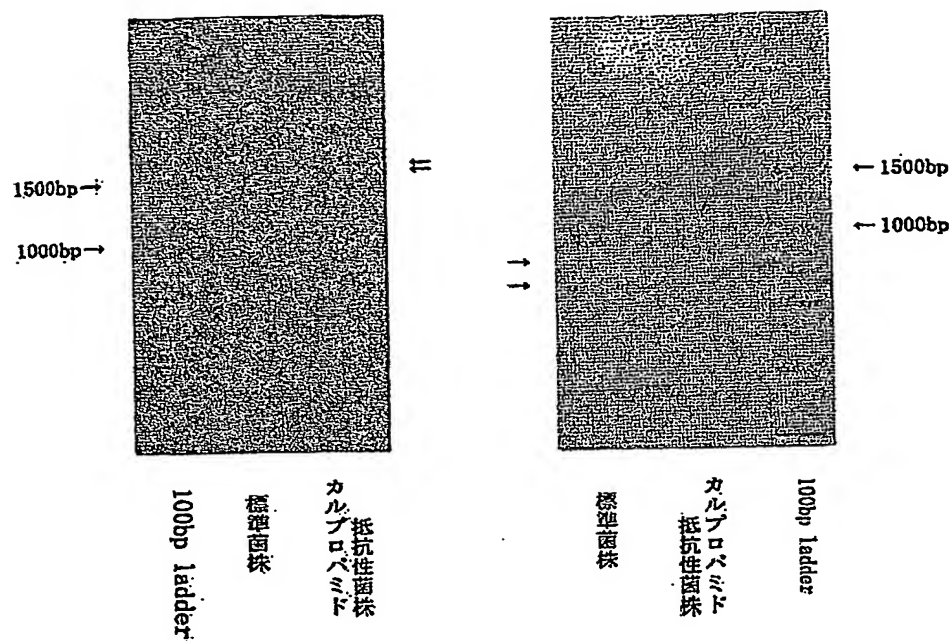 1500bp→
1000bp→
← 1500bp
← 1000bp
100bp ladder
標準菌株
カルプロパミド
抵抗性菌株
標準菌株
カルプロパミド
抵抗性菌株
100bp ladder